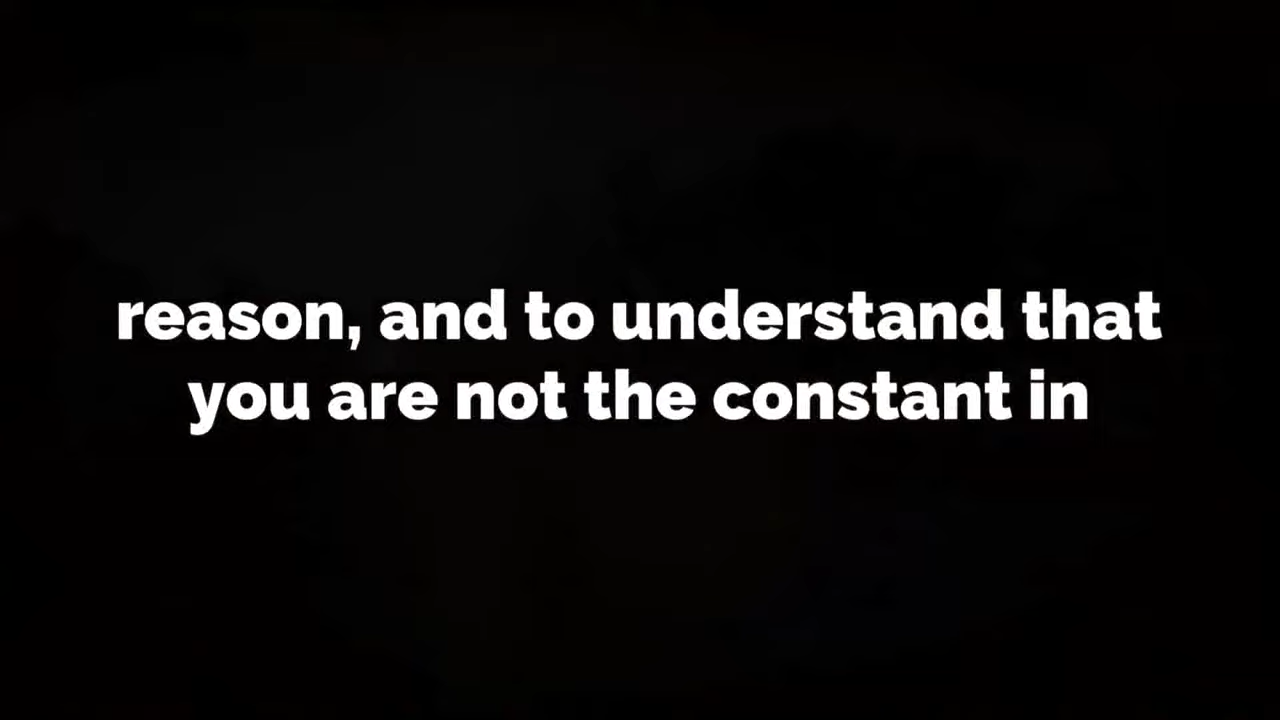 reason, and to understand that
you are not the constant in